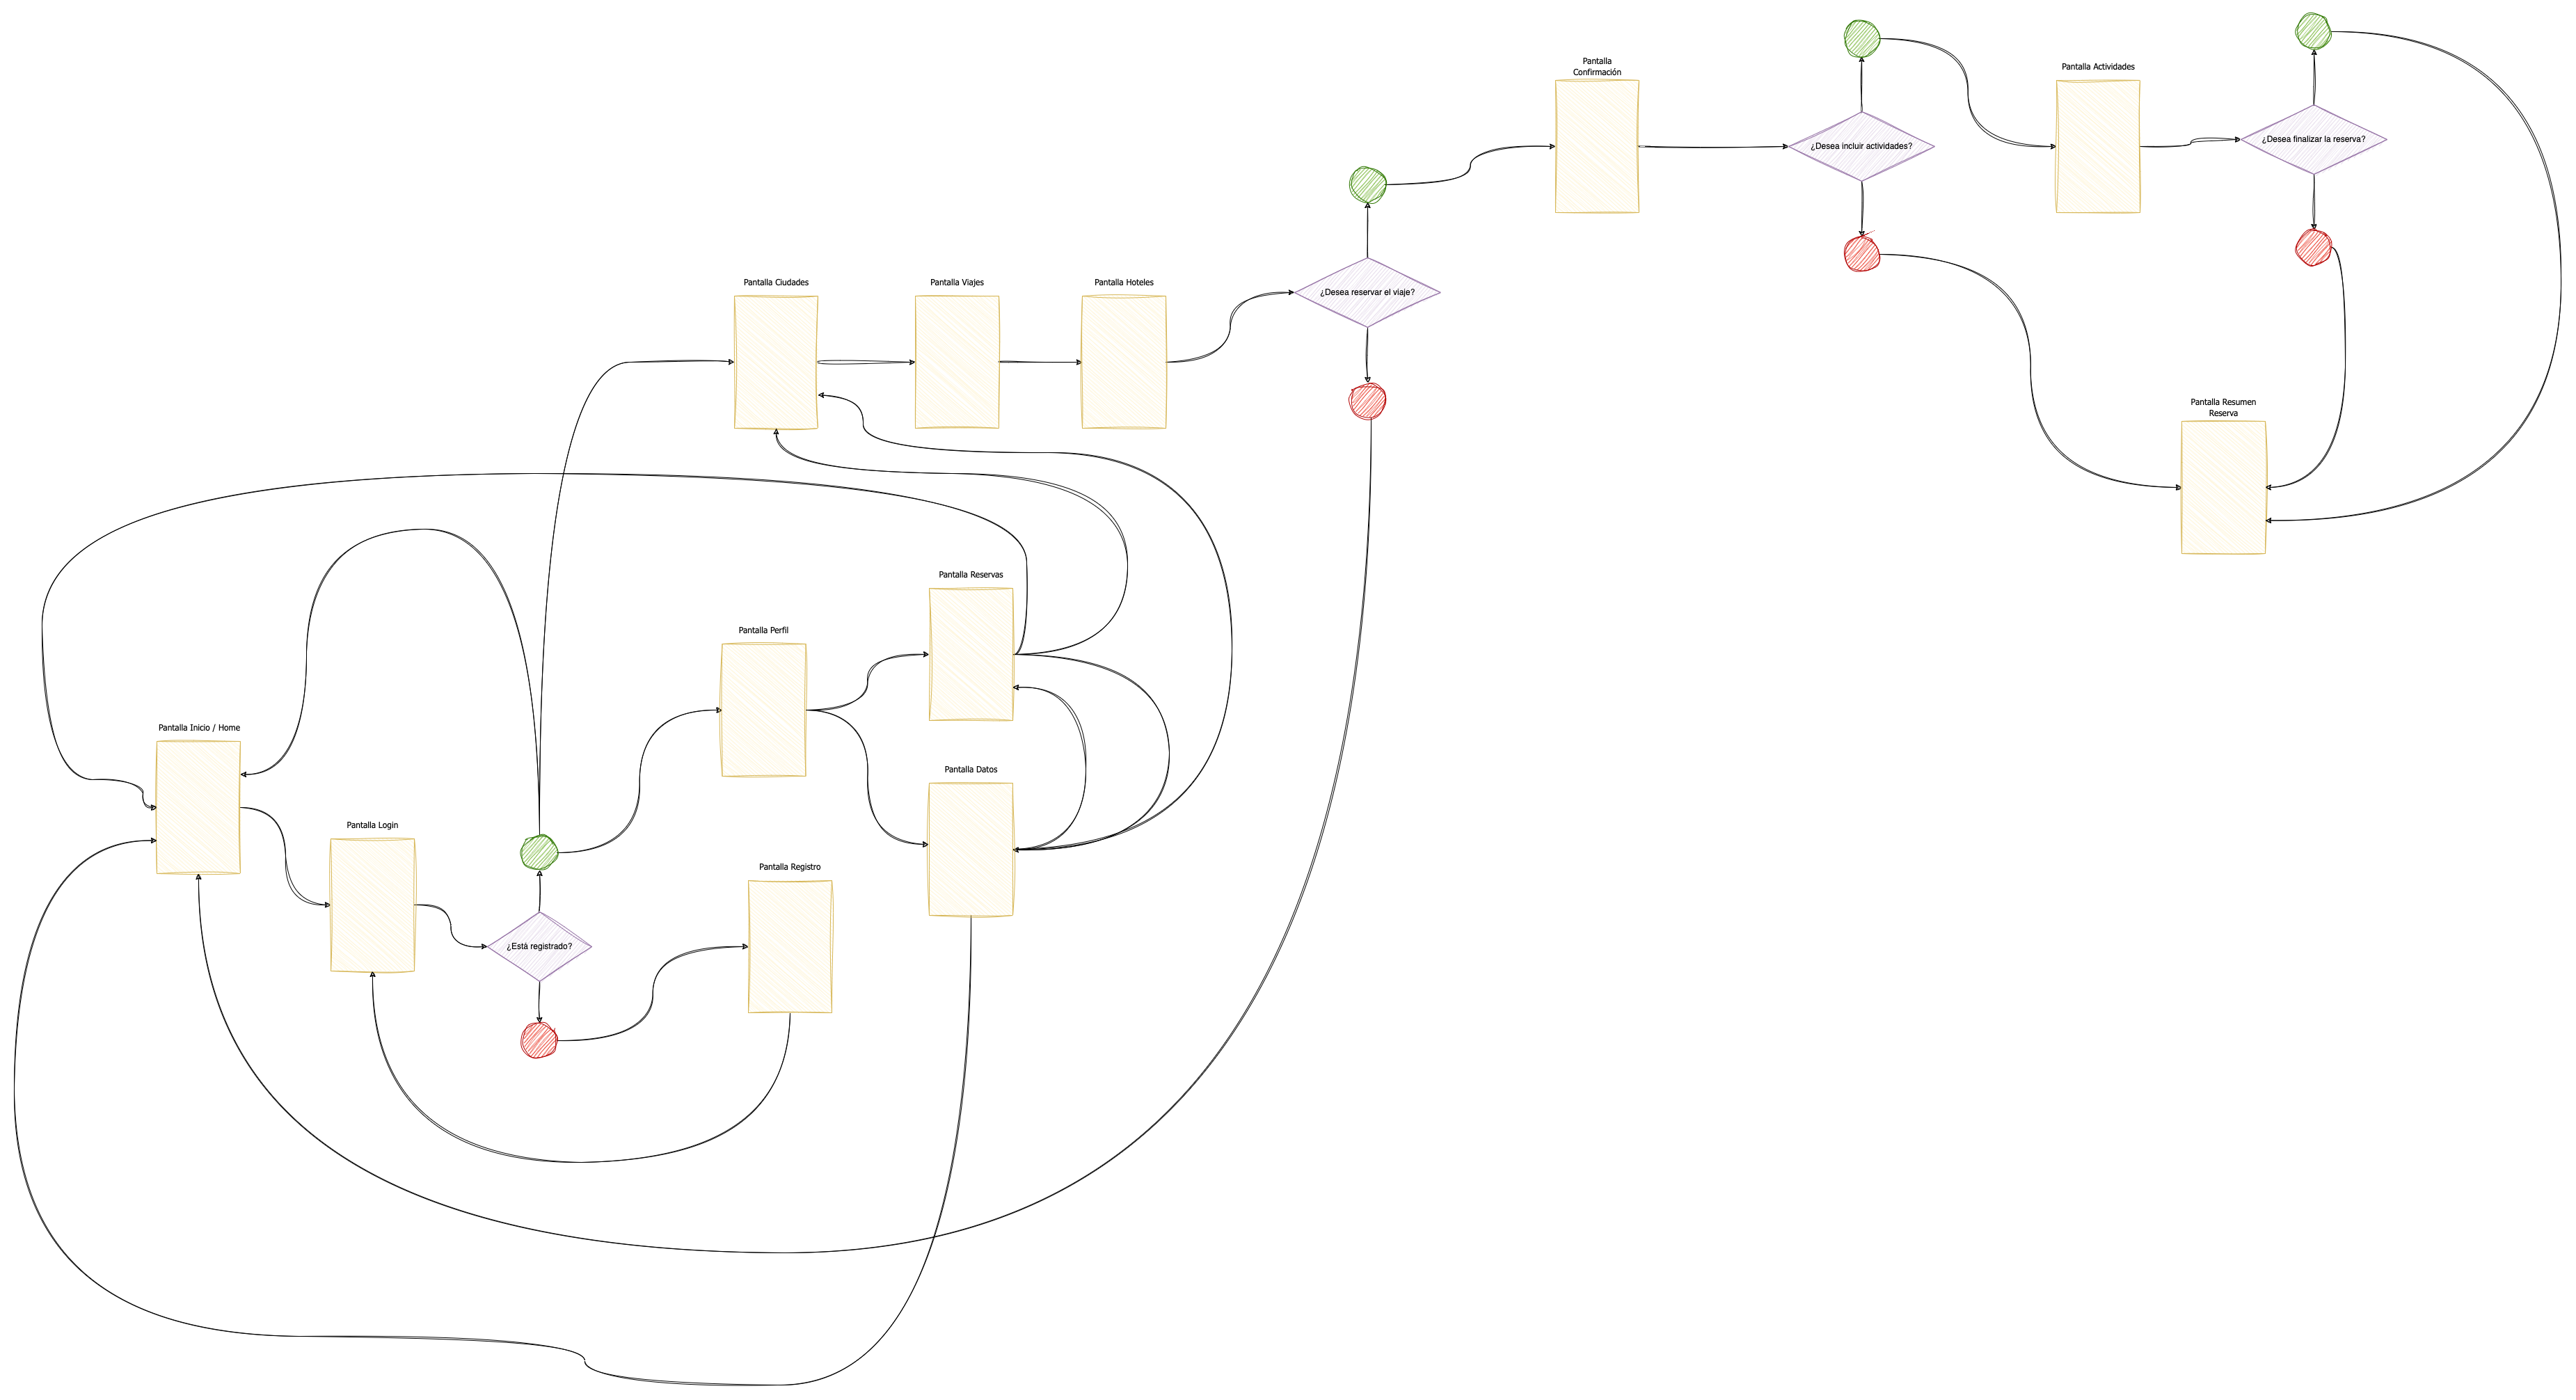 Pantalla
Confirmación
Pantalla Actividades
¿Desea incluir actividades?
¿Desea finalizar la reserva?
Pantalla Ciudades
Pantalla Viajes
Pantalla Hoteles
¿Desea reservar el viaje?
Pantalla Resumen
Reserva
Pantalla Reservas
Pantalla Perfil
Pantalla Inicio / Home
Pantalla Datos
Pantalla Login
Pantalla Registro
¿Está registrado?